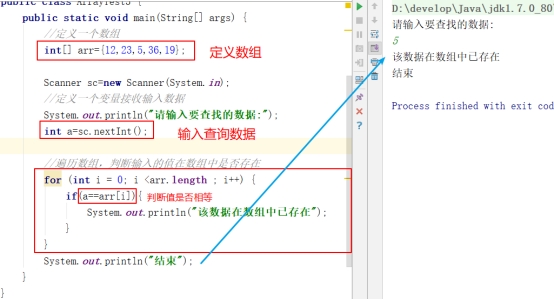 public class ArrayTest3 {
public static void main(String[] args) {
//定义一个数组
int[] arr={12,23,5,36,19};
定义数组
Scanner sc=new Scanner(System.in);
//定义一个变量接收输入数据
System.out.println("请输入要查找的数据:");
int a=sc.nextInt();
输入查询数据
//遍历数组，判断输入的值在数组中是否存在
for (int i = 0; i <arr.length ; i++) {
if(a==arr[i]){ 判断值是否相等
System.out.println("该数据在数组中已存在");
}
}
System.out.println("结束");
}
}
D:\develop\Java\jdk1.7.0_80
请输入要查找的数据:
5
该数据在数组中已存在
结束
Process finished with exit cod